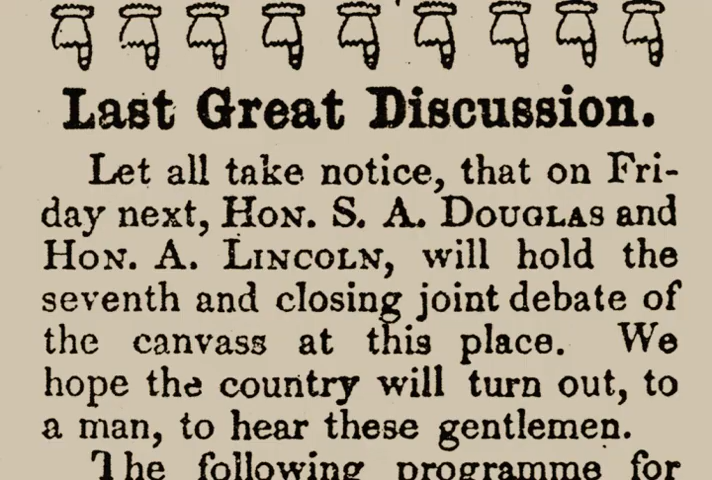 Last Great Discussion.
Let all take notice, that on Fri-
day next, HON. S. A. DOUGLAS and
HON. A. LINCOLN, will hold the
seventh and closing joint debate of
the canvass at this place. We
hope the country will turn out, to
a man, to hear these gentlemen.
The following programme for